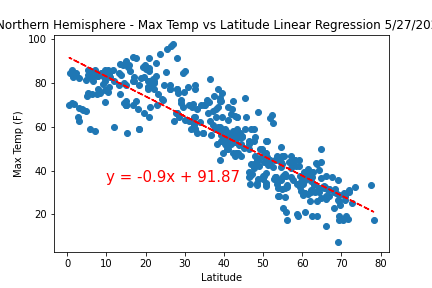 Northern Hemisphere - Max Temp vs Latitude Linear Regression 5/27/202
100
80
60
40
20
Max Temp (F)
y = -0.9x + 91.87
0 10 20 30 40 50 60 70 80
Latitude